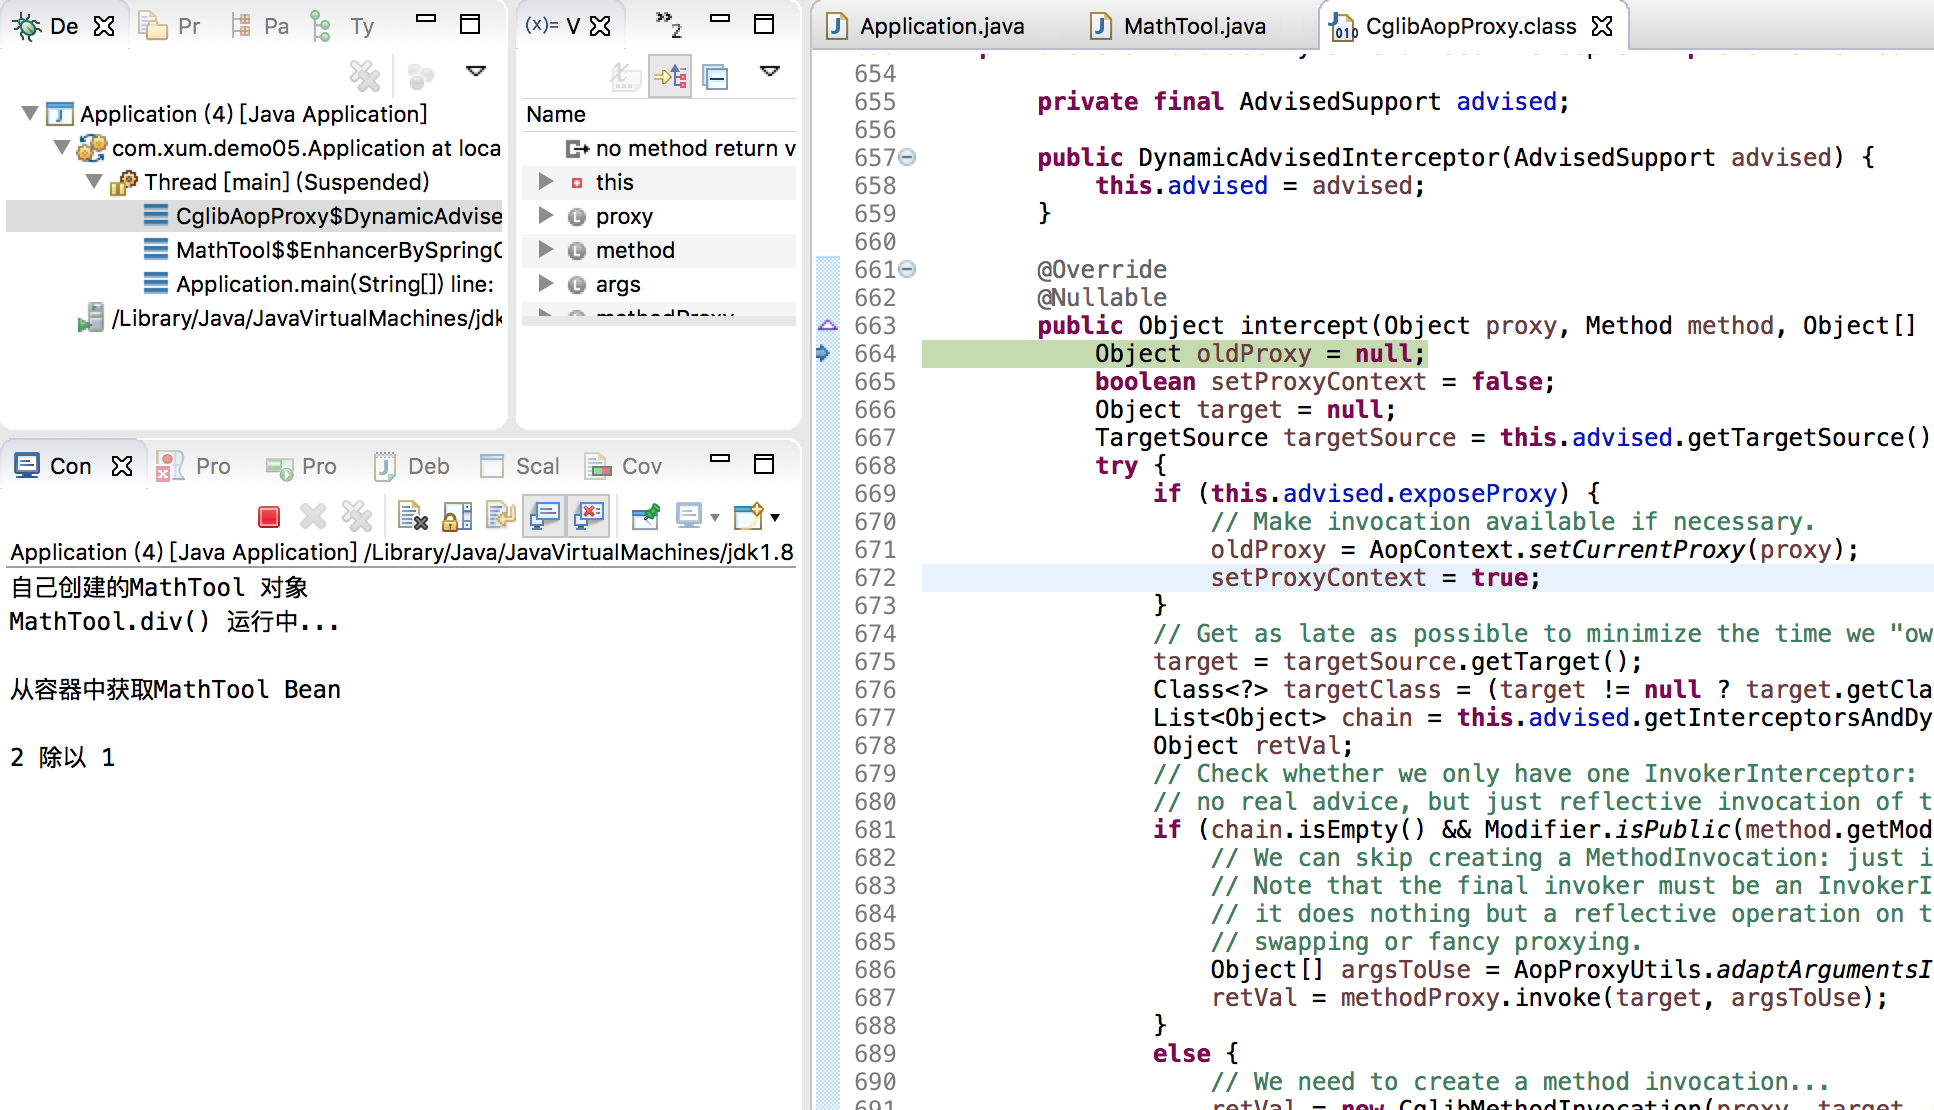 De
Pr
Pa
Ty
Application (4) [Java Application]
com.xum.demo05.Application at loca
Thread [main] (Suspended)
CglibAopProxy$DynamicAdvise
MathTool$$EnhancerBySpringC
Application.main(String[]) line:
/Library/Java/JavaVirtualMachines/jdk
(x)= V
»2
Name
no method return v
this
proxy
method
args
methodProxy
Con
Pro
Pro
Deb
Scal
Cov
Application (4) [Java Application] /Library/Java/JavaVirtualMachines/jdk1.8
自己创建的MathTool 对象
MathTool.div() 运行中...
从容器中获取MathTool Bean
2 除以 1
Application.java
MathTool.java
CglibAopProxy.class
654
655 private final AdvisedSupport advised;
656
657 public DynamicAdvisedInterceptor(AdvisedSupport advised) {
658 this.advised = advised;
659 }
660
661 @Override
662 @Nullable
663 public Object intercept(Object proxy, Method method, Object[]
664 Object oldProxy = null;
665 boolean setProxyContext = false;
666 Object target = null;
667 TargetSource targetSource = this.advised.getTargetSource()
668 try {
669 if (this.advised.exposeProxy) {
670 // Make invocation available if necessary.
671 oldProxy = AopContext.setCurrentProxy(proxy);
672 setProxyContext = true;
673 }
674 // Get as late as possible to minimize the time we "ow
675 target = targetSource.getTarget();
676 Class<?> targetClass = (target != null ? target.getCla
677 List<Object> chain = this.advised.getInterceptorsAndDy
678 Object retVal;
679 // Check whether we only have one InvokerInterceptor:
680 // no real advice, but just reflective invocation of t
681 if (chain.isEmpty() && Modifier.isPublic(method.getMod
682 // We can skip creating a MethodInvocation: just i
683 // Note that the final invoker must be an InvokerI
684 // it does nothing but a reflective operation on t
685 // swapping or fancy proxying.
686 Object[] argsToUse = AopProxyUtils.adaptArgumentsI
687 retVal = methodProxy.invoke(target, argsToUse);
688 }
689 else {
690 // We need to create a method invocation...
691 retVal = new CglibMethodInvocation(proxy, target